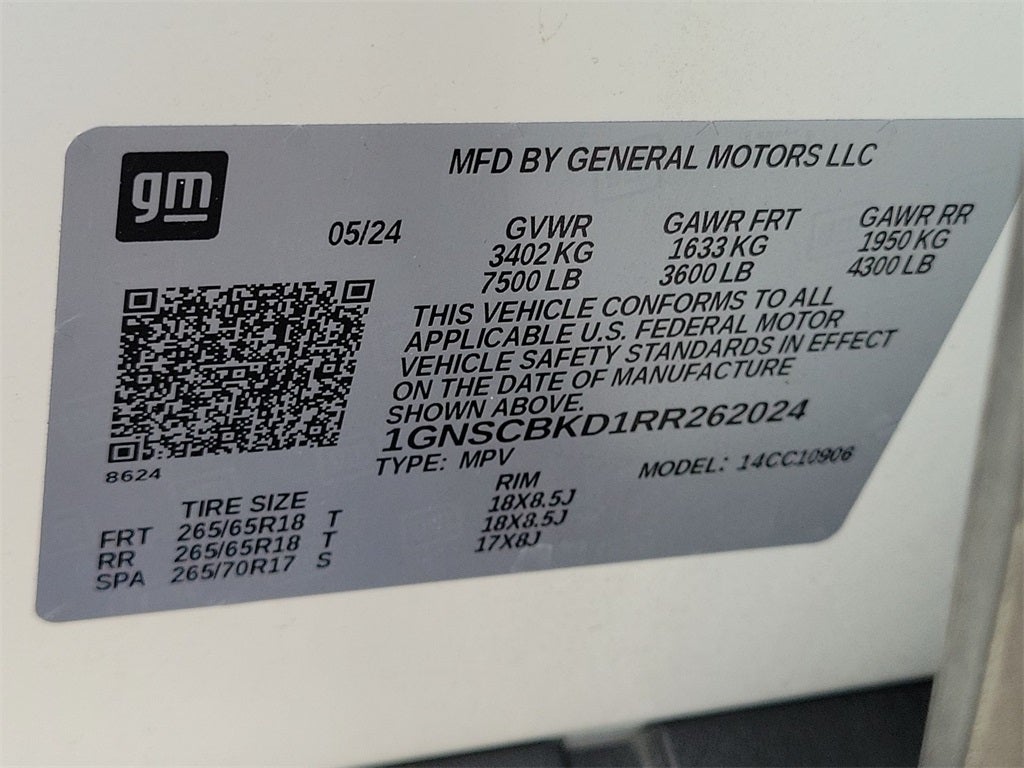 gm
MFD BY GENERAL MOTORS LLC
05/24
GVWR GAWR FRT GAWR RR
3402 KG 1633 KG 1950 KG
7500 LB 3600 LB 4300 LB
THIS VEHICLE CONFORMS TO ALL
APPLICABLE U.S. FEDERAL MOTOR
VEHICLE SAFETY STANDARDS IN EFFECT
ON THE DATE OF MANUFACTURE
SHOWN ABOVE.
1GNSCBKD1RR262024
TYPE: MPV MODEL: 14CC10906
8624
TIRE SIZE RIM
FRT 265/65R18 T 18X8.5J
RR 265/65R18 T 18X8.5J
SPA 265/70R17 S 17X8J